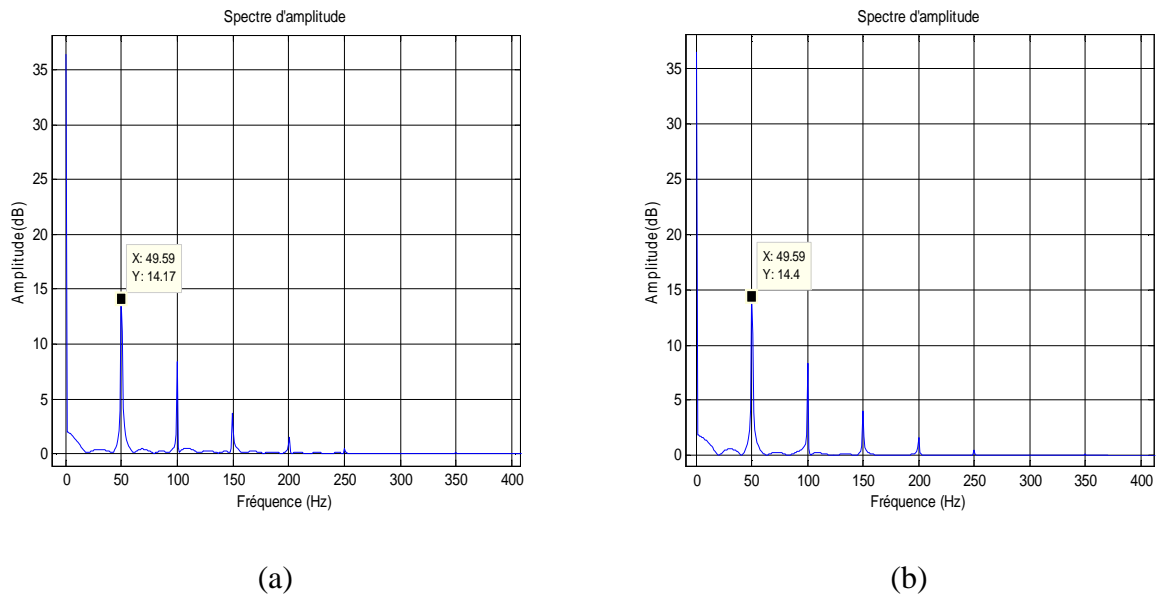 Spectre d'amplitude
35
30
25
20
15
10
5
0
Amplitude(dB)
X: 49.59
Y: 14.17
0 50 100 150 200 250 300 350 400
Fréquence (Hz)
(a)
Spectre d'amplitude
35
30
25
20
15
10
5
0
Amplitude(dB)
X: 49.59
Y: 14.4
0 50 100 150 200 250 300 350 400
Fréquence (Hz)
(b)